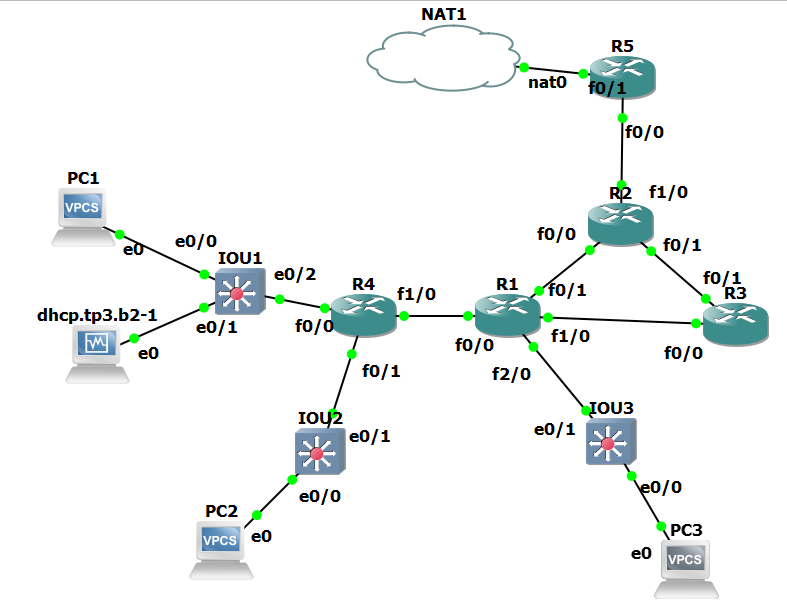 NAT1
R5
nat0
f0/1
f0/0
PC1
VPCS
R2
f1/0
e0
e0/0
f0/0
f0/1
IOU1
e0/2
f0/1
R3
dhcp.tp3.b2-1
e0/1
R4
f1/0
R1
f0/1
e0
f0/0
f0/0
f1/0
f0/0
f0/1
f2/0
IOU2
e0/1
IOU3
e0/1
e0/0
e0/0
PC2
VPCS
e0
PC3
VPCS
e0